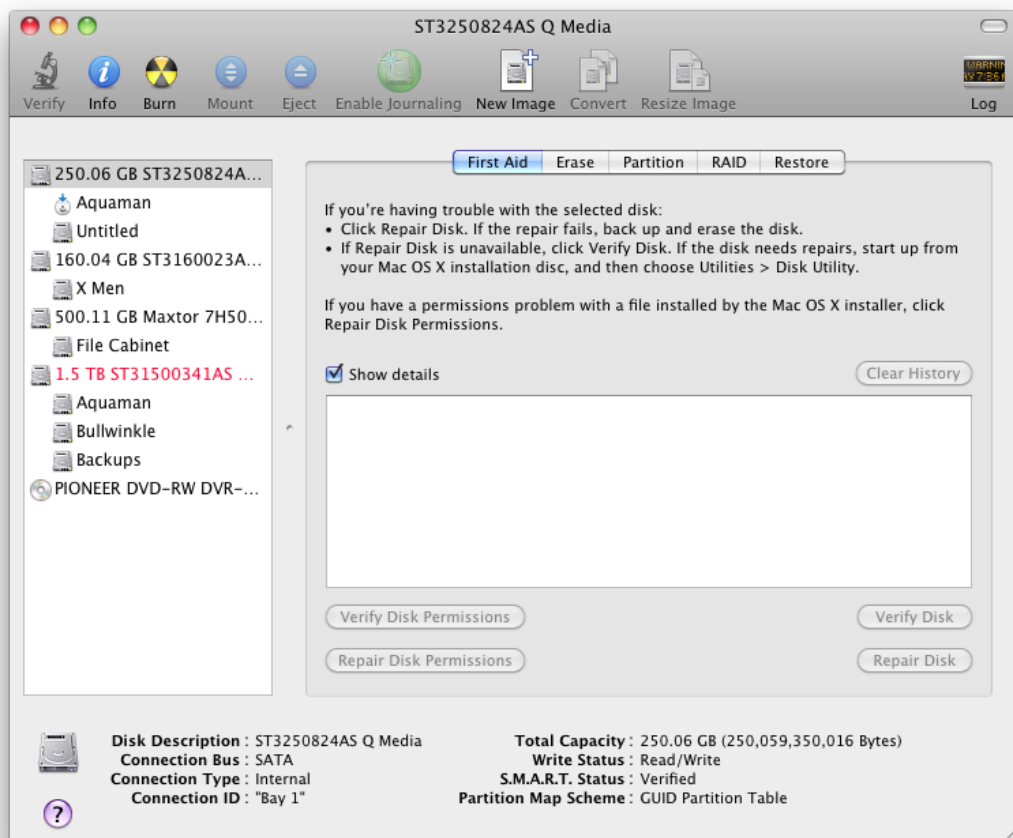 ST3250824AS Q Media
Verify Info Burn Mount Eject Enable Journaling New Image Convert Resize Image Log
WARNIN
First Aid Erase Partition RAID Restore
250.06 GB ST3250824A...
Aquaman
Untitled
160.04 GB ST3160023A...
X Men
500.11 GB Maxtor 7H50...
File Cabinet
1.5 TB ST31500341AS ...
Aquaman
Bullwinkle
Backups
PIONEER DVD-RW DVR-...
If you're having trouble with the selected disk:
• Click Repair Disk. If the repair fails, back up and erase the disk.
• If Repair Disk is unavailable, click Verify Disk. If the disk needs repairs, start up from
your Mac OS X installation disc, and then choose Utilities > Disk Utility.
If you have a permissions problem with a file installed by the Mac OS X installer, click
Repair Disk Permissions.
Show details
Clear History
Verify Disk Permissions
Verify Disk
Repair Disk Permissions
Repair Disk
Disk Description : ST3250824AS Q Media
Connection Bus : SATA
Connection Type : Internal
Connection ID : "Bay 1"
Total Capacity : 250.06 GB (250,059,350,016 Bytes)
Write Status : Read/Write
S.M.A.R.T. Status : Verified
Partition Map Scheme : GUID Partition Table
?